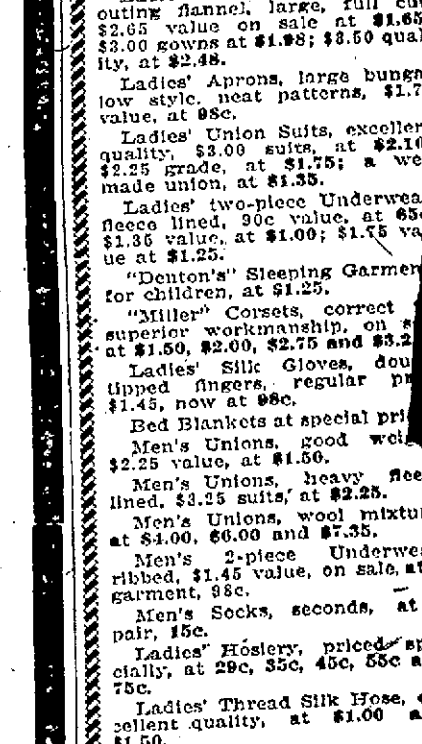 outing flannel, large, full cu
$2.65 value on sale at $1.65
$3.00 gowns at $1.98; $3.50 qual
ity, at $2.48.
Ladies' Aprons, large bunga
low style, neat patterns, $1.7
value, at 98c.
Ladies' Union Suits, excellen
quality, $3.00 suits, at $2.10
$2.25 grade, at $1.75; a we
made union, at $1.35.
Ladies' two-piece Underwea
fleece lined, 90c value, at 65c
$1.35 value, at $1.00; $1.75 va
ue at $1.25.
"Denton's" Sleeping Garmen
for children, at $1.25.
"Miller" Corsets, correct
superior workmanship, on s
at $1.50, $2.00, $2.75 and $3.2
Ladies' Silk Gloves, dou
tipped fingers, regular pr
$1.45, now at 98c.
Bed Blankets at special pri
Men's Unions, good weig
$2.25 value, at $1.50.
Men's Unions, heavy flee
lined, $3.25 suits, at $2.25.
Men's Unions, wool mixtu
at $4.00, $6.00 and $7.35.
Men's 2-piece Underwea
ribbed, $1.45 value, on sale, at
garment, 98c.
Men's Socks, seconds, at
pair, 15c.
Ladies' Hosiery, priced sp
cially, at 29c, 35c, 45c, 55c a
75c.
Ladies' Thread Silk Hose, e
cellent quality, at $1.00 a
$1.50.